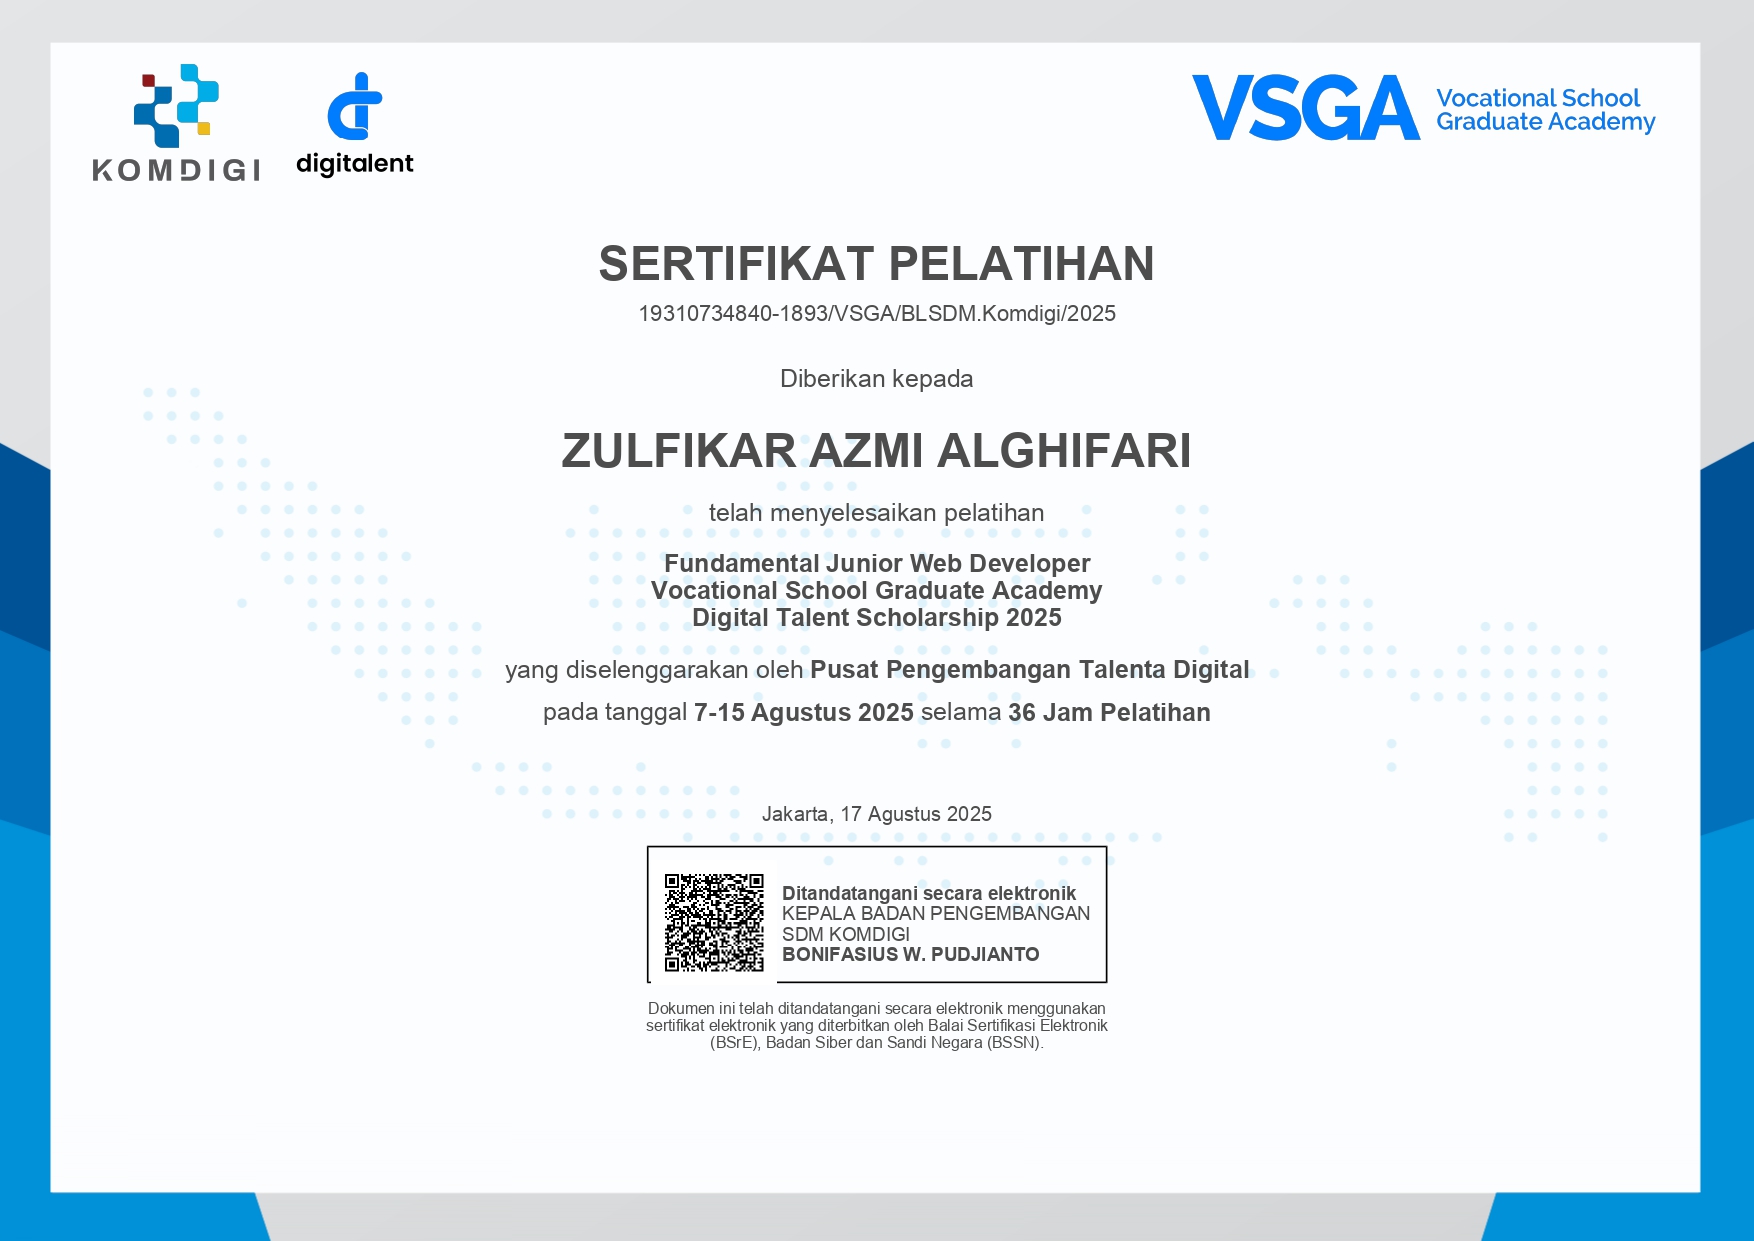 KOMDIGI
digitalent
VSGA
Vocational School
Graduate Academy
SERTIFIKAT PELATIHAN
19310734840-1893/VSGA/BLSDM.Komdigi/2025
Diberikan kepada
ZULFIKAR AZMI ALGHIFARI
telah menyelesaikan pelatihan
Fundamental Junior Web Developer
Vocational School Graduate Academy
Digital Talent Scholarship 2025
yang diselenggarakan oleh Pusat Pengembangan Talenta Digital
pada tanggal 7-15 Agustus 2025 selama 36 Jam Pelatihan
Jakarta, 17 Agustus 2025
Ditandatangani secara elektronik
KEPALA BADAN PENGEMBANGAN
SDM KOMDIGI
BONIFASIUS W. PUDJIANTO
Dokumen ini telah ditandatangani secara elektronik menggunakan
sertifikat elektronik yang diterbitkan oleh Balai Sertifikasi Elektronik
(BSrE), Badan Siber dan Sandi Negara (BSSN).